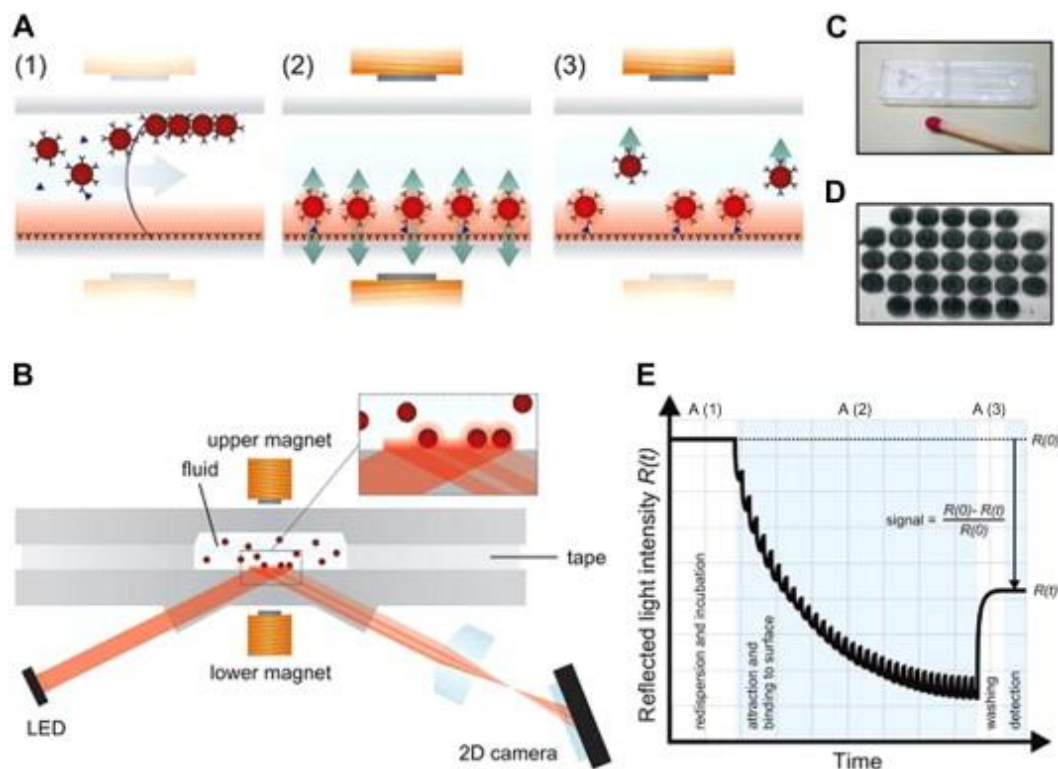 A
(1)
(2)
(3)
C
D
B
upper magnet
fluid
tape
lower magnet
LED
2D camera
E
A (1)
A (2)
A (3)
R(0)
signal = R(0)- R(t)
R(0)
R(t)
Reflected light intensity R(t)
redispersion and incubation
attraction and
binding to surface
washing
detection
Time